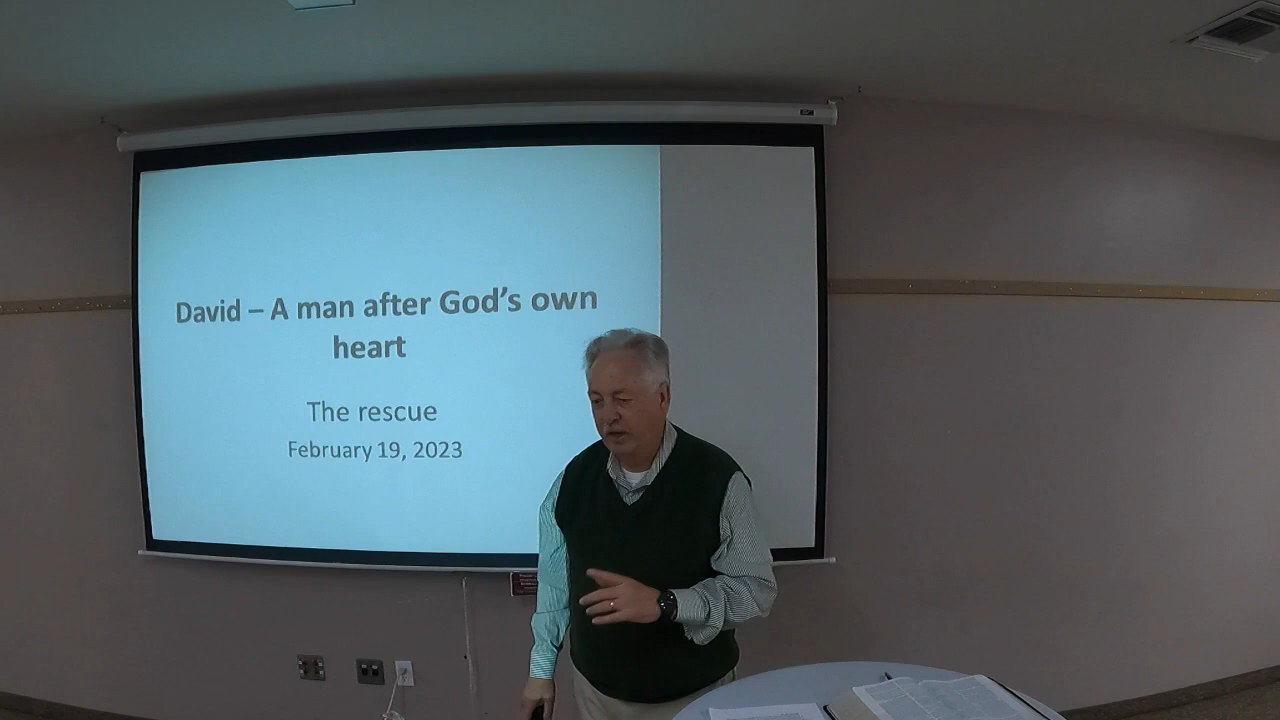 David – A man after God's own
heart
The rescue
February 19, 2023